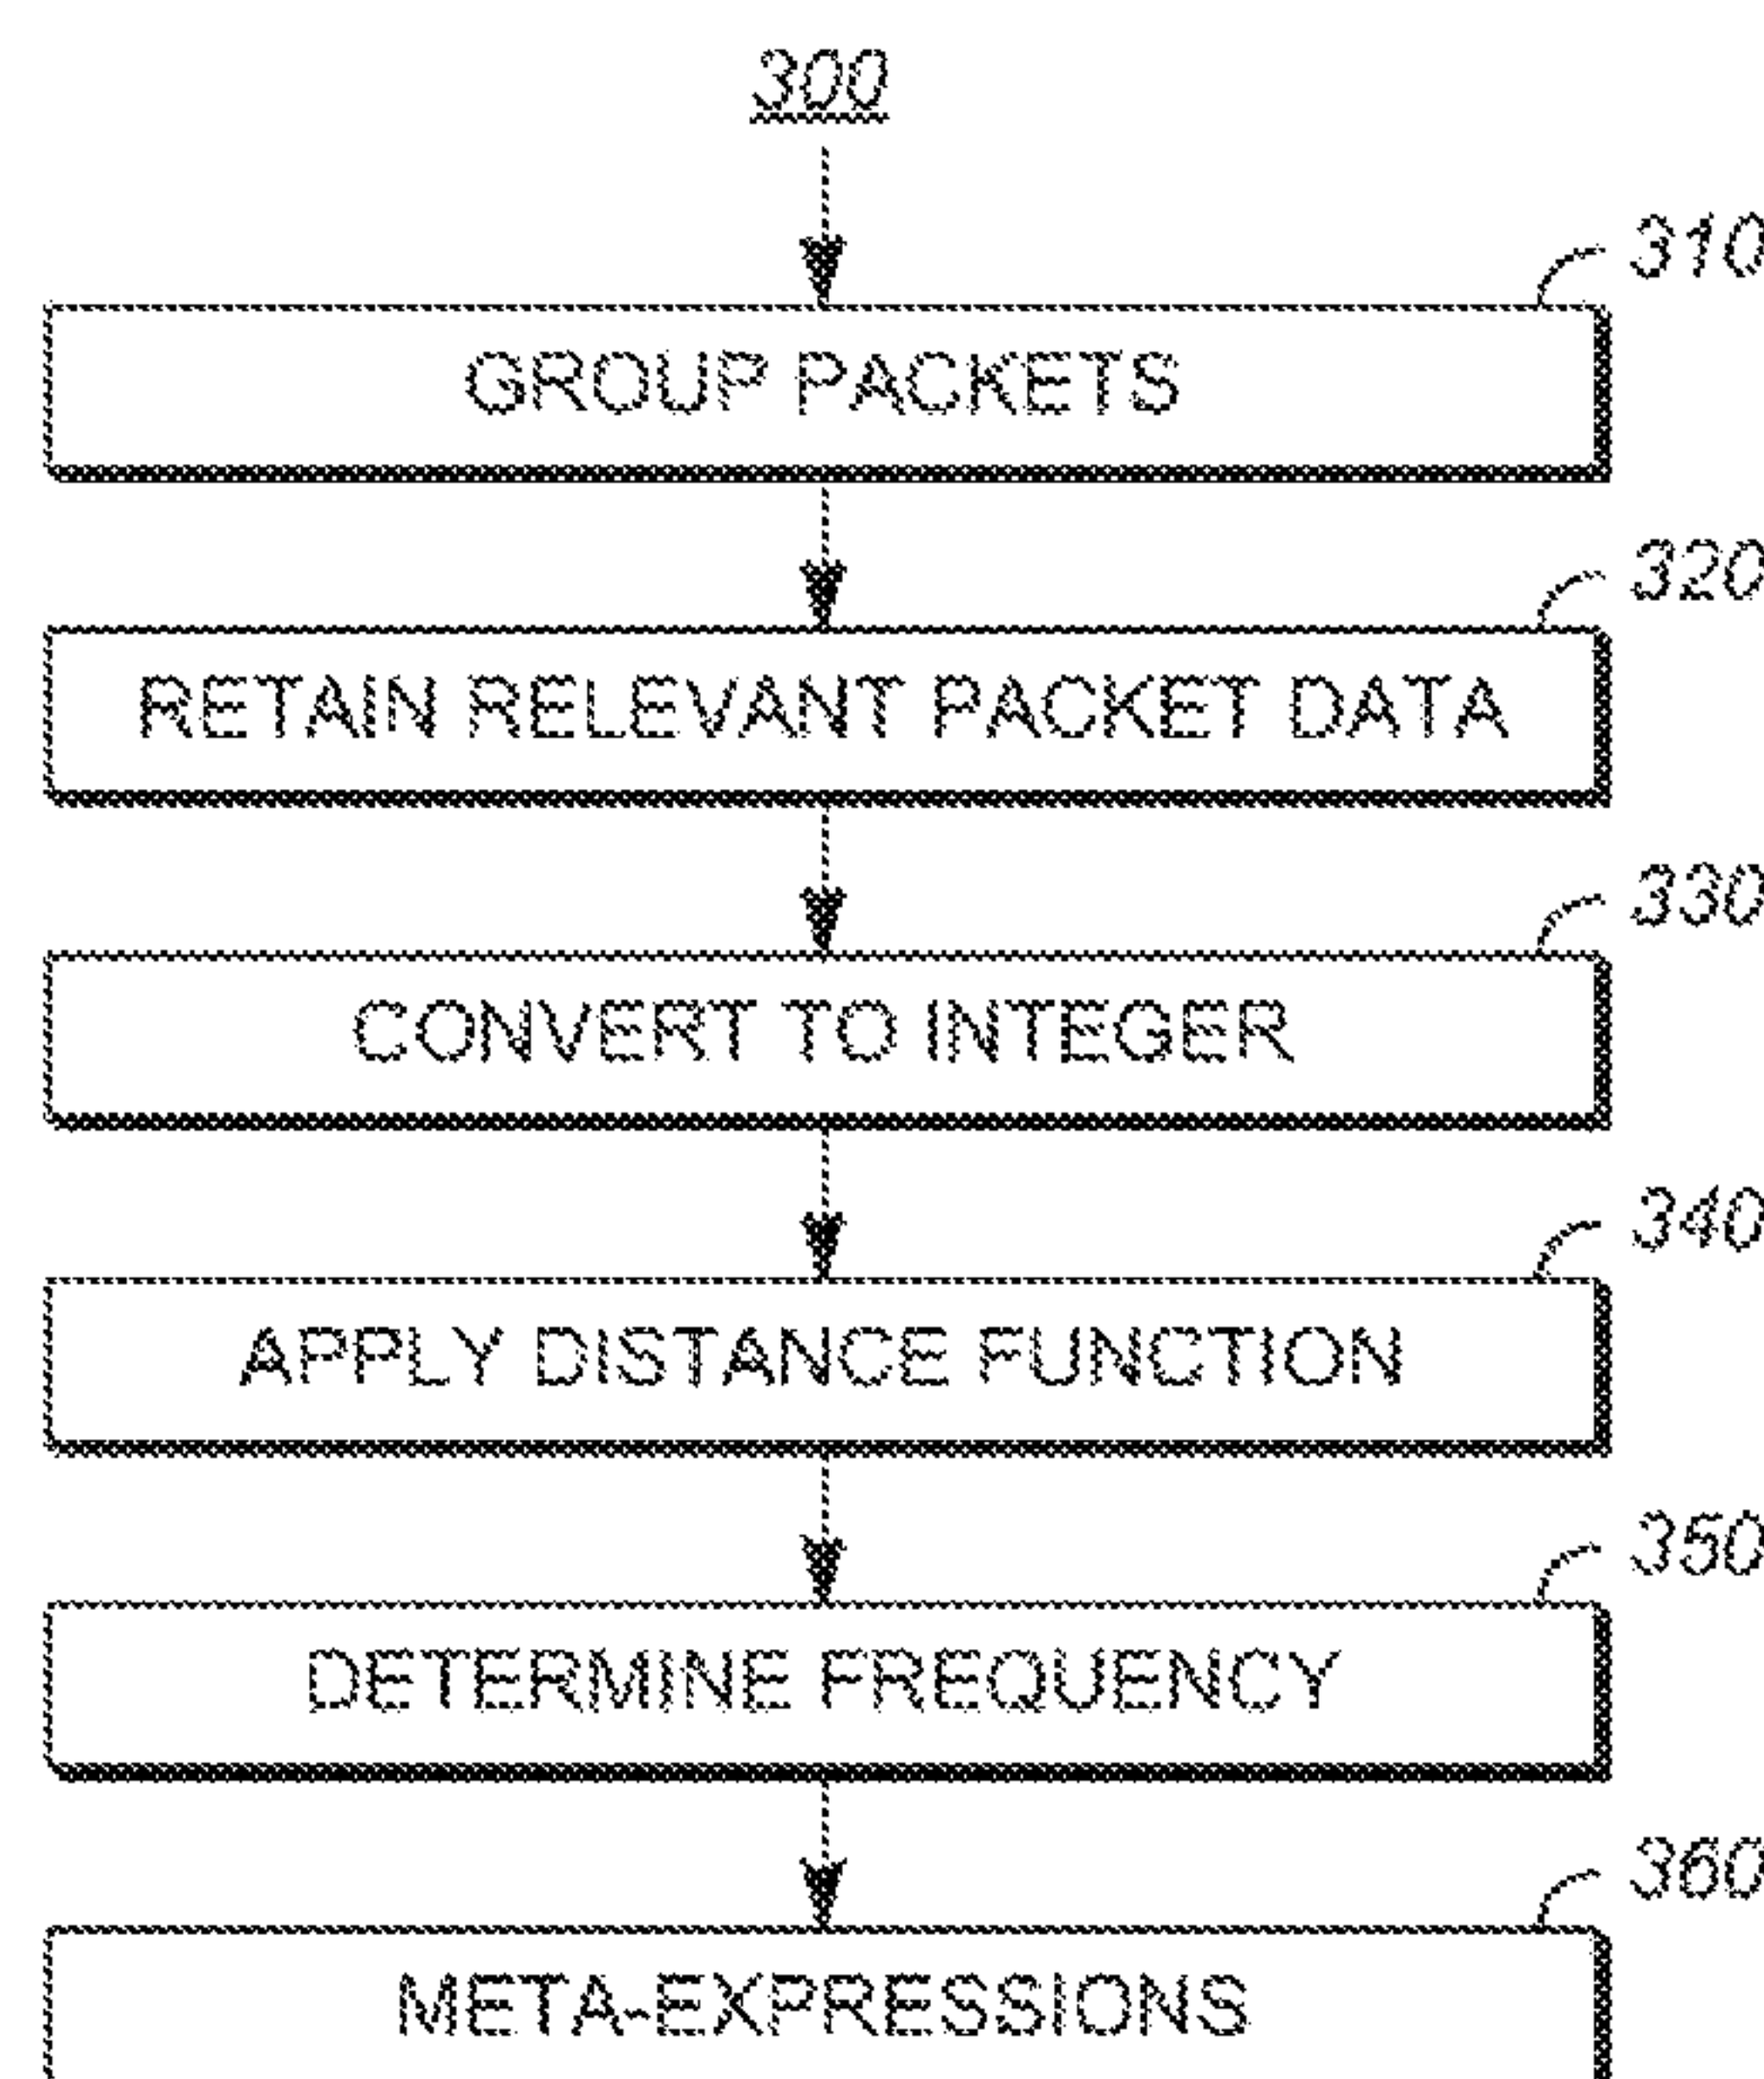 300
310
GROUP PACKETS
320
RETAIN RELEVANT PACKET DATA
330
CONVERT TO INTEGER
340
APPLY DISTANCE FUNCTION
350
DETERMINE FREQUENCY
360
META-EXPRESSIONS